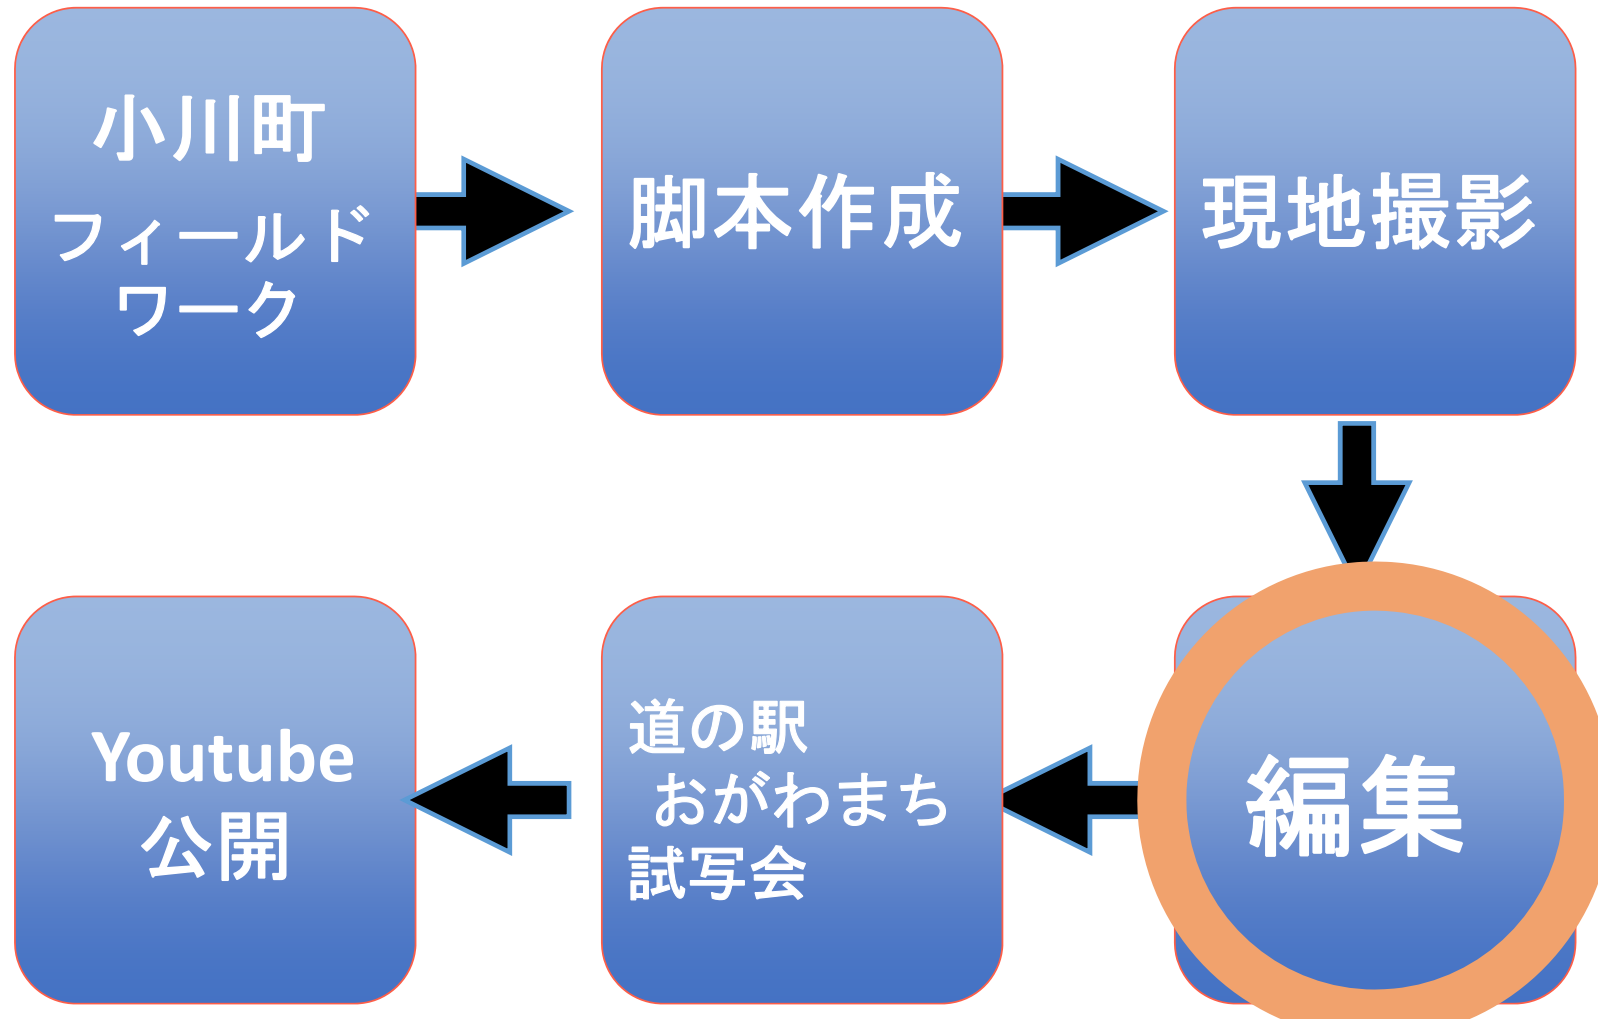 小川町
フィールド
ワーク
脚本作成
現地撮影
編集
道の駅
おがわまち
試写会
Youtube
公開